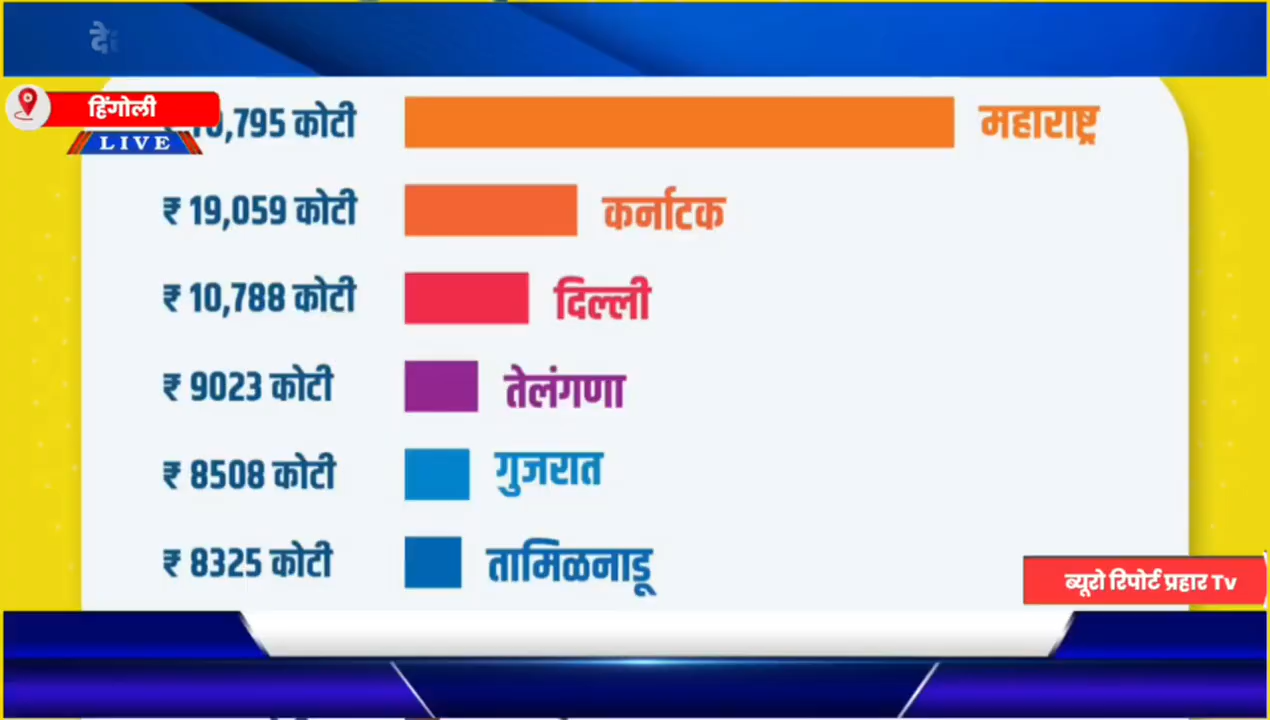 हिंगोली
LIVE
,795 कोटी महाराष्ट्र
₹ 19,059 कोटी कर्नाटक
₹ 10,788 कोटी दिल्ली
₹ 9023 कोटी तेलंगणा
₹ 8508 कोटी गुजरात
₹ 8325 कोटी तामिळनाडू
ब्यूरो रिपोर्ट प्रहार Tv